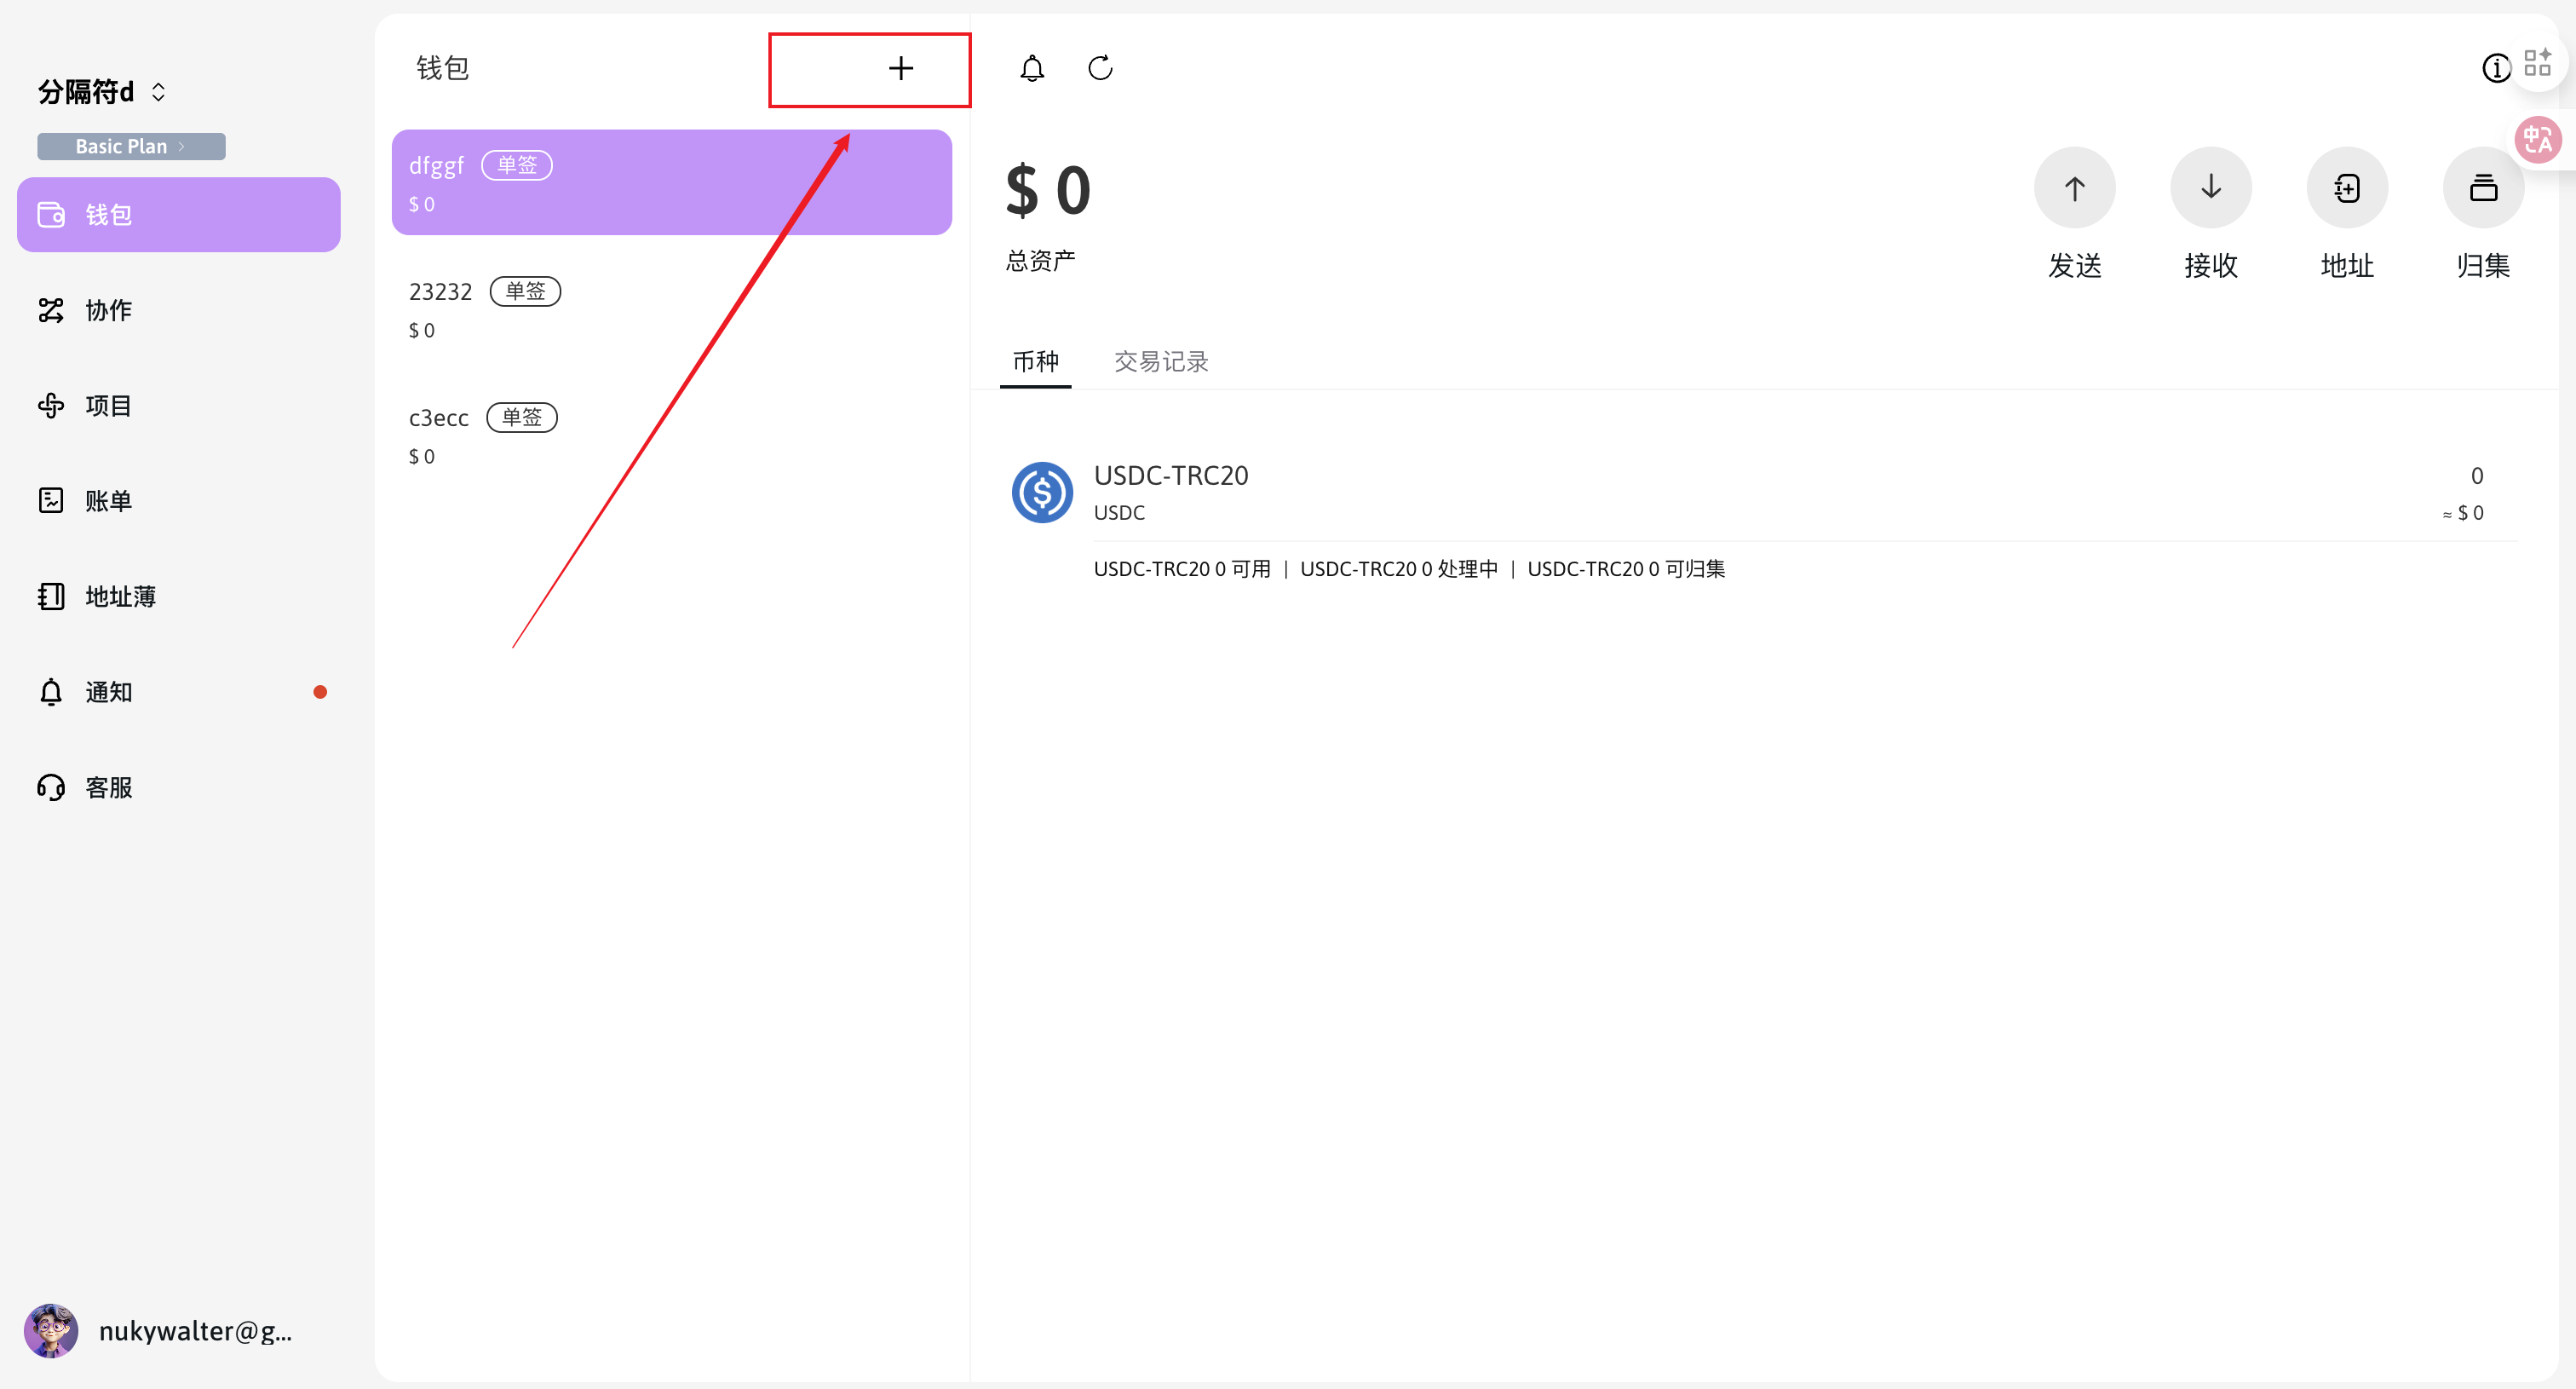 分隔符d
Basic Plan
钱包
协作
项目
账单
地址薄
通知
客服
nukywalter@g...
钱包
dfggf 单签
$ 0
23232 单签
$ 0
c3ecc 单签
$ 0
$ 0
总资产
发送 接收 地址 归集
币种 交易记录
USDC-TRC20 0
USDC ≈ $ 0
USDC-TRC20 0 可用 | USDC-TRC20 0 处理中 | USDC-TRC20 0 可归集
中A